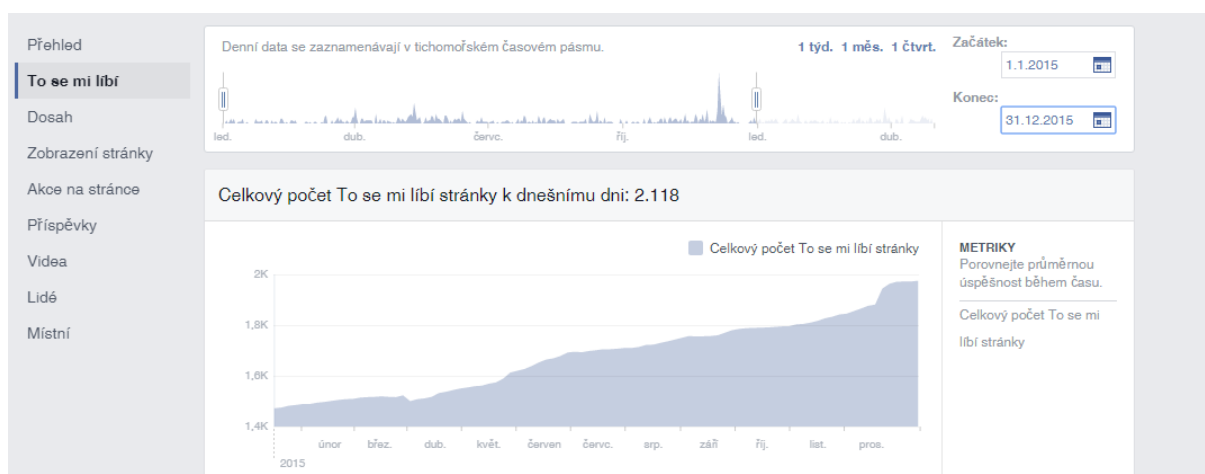 Přehled
To se mi líbí
Dosah
Zobrazení stránky
Akce na stránce
Příspěvky
Videa
Lidé
Místní
Denní data se zaznamenávají v tichomořském časovém pásmu.
1 týd. 1 měs. 1 čtvrt.
Začátek:
1.1.2015
Konec:
31.12.2015
led. dub. červc. říj. led. dub.
Celkový počet To se mi líbí stránky k dnešnímu dni: 2.118
Celkový počet To se mi líbí stránky
2K
1,8K
1,6K
1,4K
únor břez. dub. květ. červen červc. srp. září říj. list. pros.
2015
METRIKY
Porovnejte průměrnou
úspěšnost během času.
Celkový počet To se mi
líbí stránky